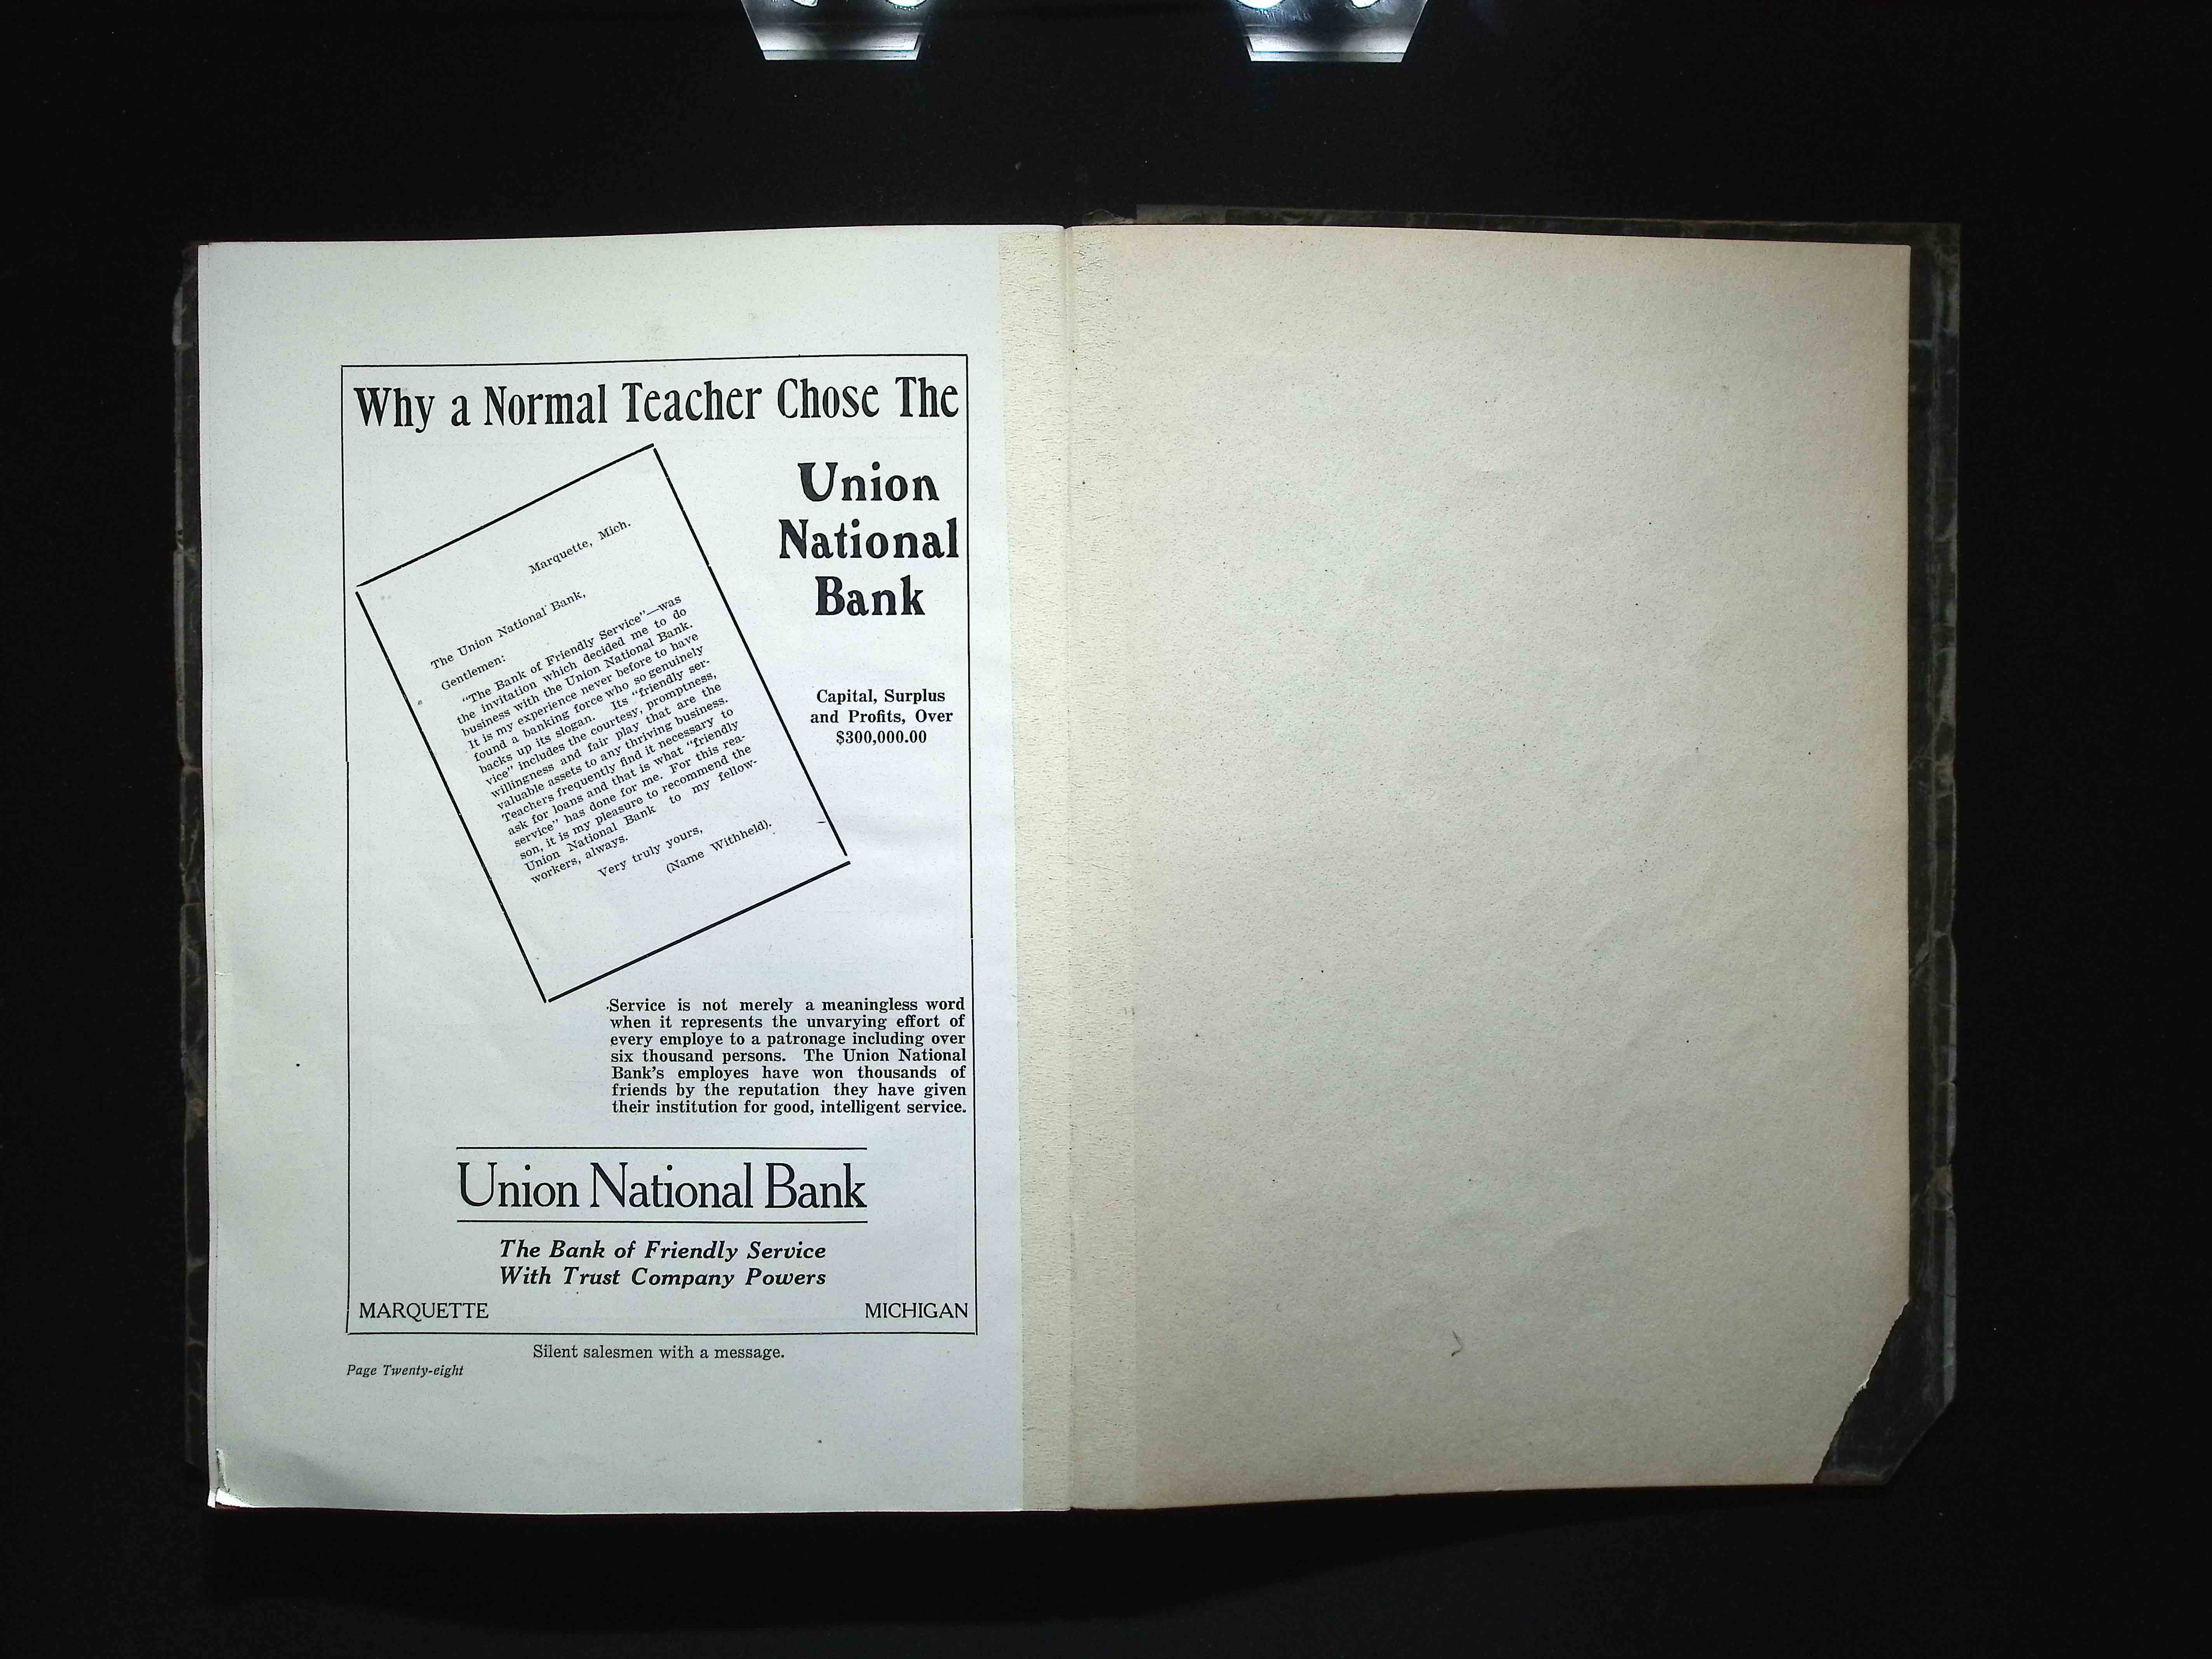 Why a Normal Teacher Chose The
Union
National
Bank
Capital, Surplus
and Profits, Over
$300,000.00
Marquette, Mich.
The Union National Bank,
Gentlemen:
"The Bank of Friendly Service"—was
the invitation which decided me to do
business with the Union National Bank.
It is my experience never before to have
found a banking force who so genuinely
backs up its slogan. Its "friendly ser-
vice" includes the courtesy, promptness,
willingness and fair play that are the
valuable assets to any thriving business.
Teachers frequently find it necessary to
ask for loans and that is what "friendly
service" has done for me. For this rea-
son, it is my pleasure to recommend the
Union National Bank to my fellow-
workers, always.
Very truly yours,
(Name Withheld).
Service is not merely a meaningless word
when it represents the unvarying effort of
every employe to a patronage including over
six thousand persons. The Union National
Bank's employes have won thousands of
friends by the reputation they have given
their institution for good, intelligent service.
Union National Bank
The Bank of Friendly Service
With Trust Company Powers
MARQUETTE MICHIGAN
Silent salesmen with a message.
Page Twenty-eight